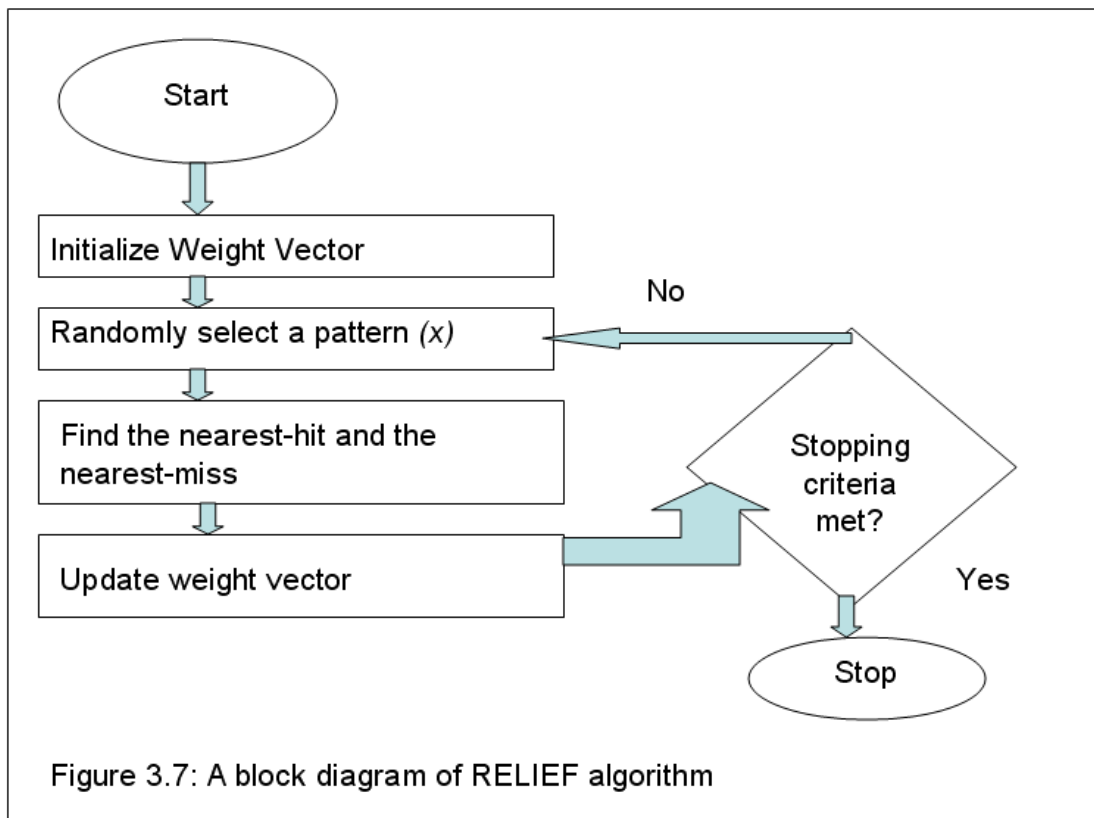 Start
Initialize Weight Vector
Randomly select a pattern (x)
Find the nearest-hit and the
nearest-miss
Update weight vector
No
Stopping
criteria
met?
Yes
Stop
Figure 3.7: A block diagram of RELIEF algorithm